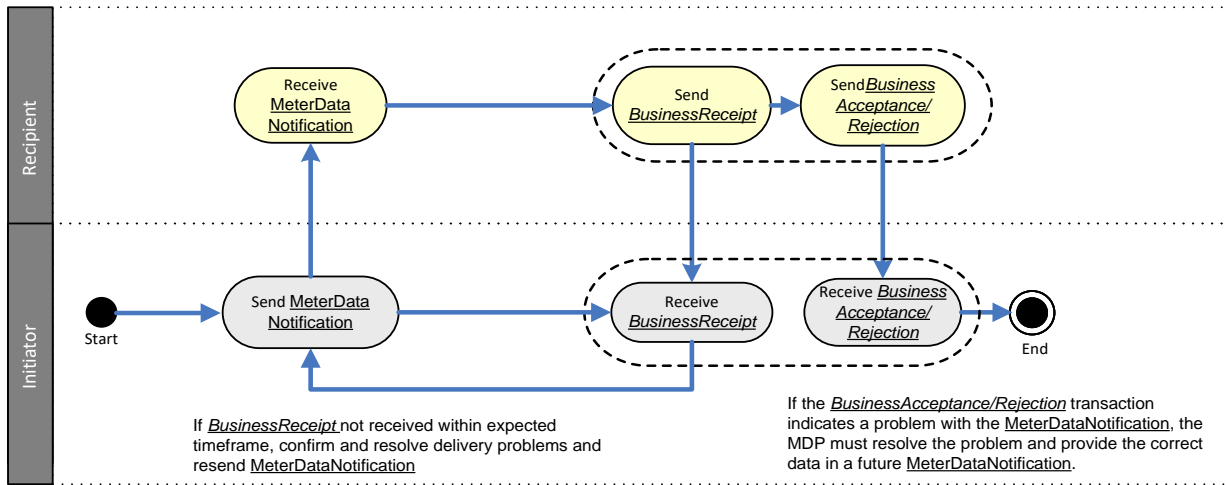 Recipient
Receive
MeterData
Notification
Send
BusinessReceipt
SendBusiness
Acceptance/
Rejection
Initiator
Start
Send MeterData
Notification
Receive
BusinessReceipt
Receive Business
Acceptance/
Rejection
End
If BusinessReceipt not received within expected
timeframe, confirm and resolve delivery problems and
resend MeterDataNotification
If the BusinessAcceptance/Rejection transaction
indicates a problem with the MeterDataNotification, the
MDP must resolve the problem and provide the correct
data in a future MeterDataNotification.